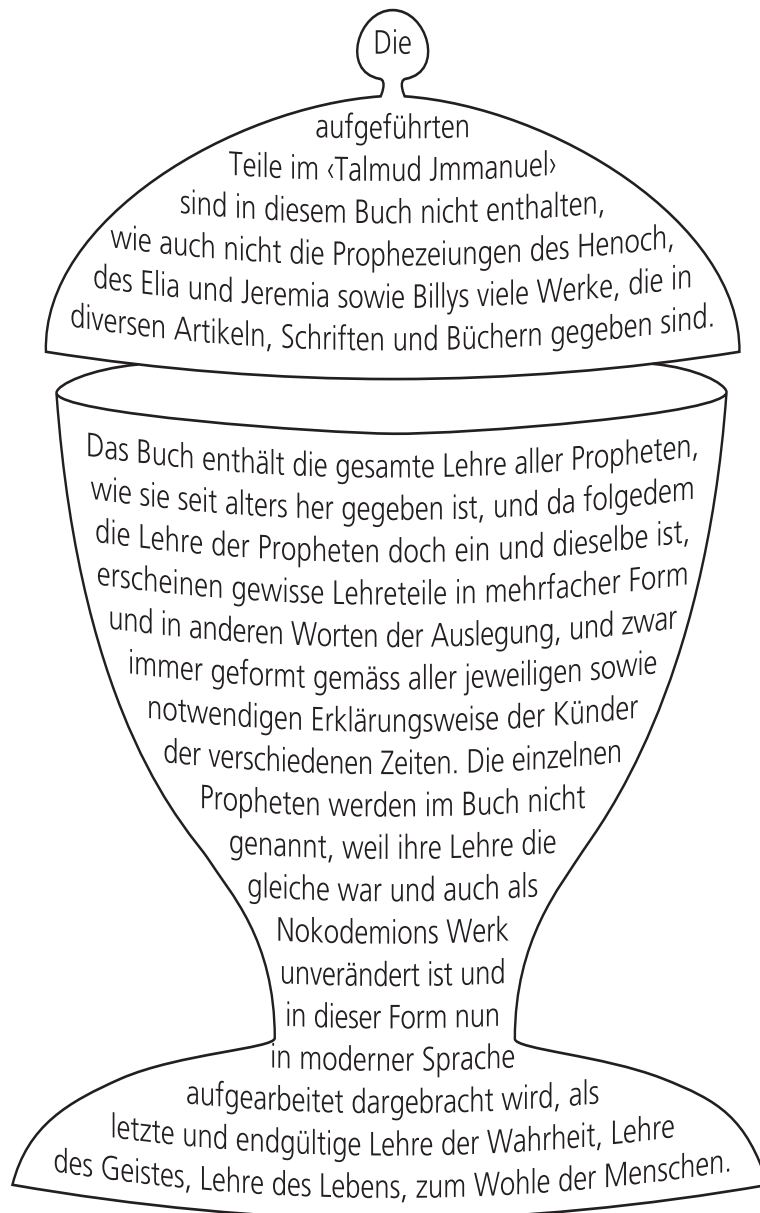 Die
aufgeführten
Teile im ‹Talmud Jmmanuel›
sind in diesem Buch nicht enthalten,
wie auch nicht die Prophezeiungen des Henoch,
des Elia und Jeremia sowie Billys viele Werke, die in
diversen Artikeln, Schriften und Büchern gegeben sind.
Das Buch enthält die gesamte Lehre aller Propheten,
wie sie seit alters her gegeben ist, und da folgedem
die Lehre der Propheten doch ein und dieselbe ist,
erscheinen gewisse Lehreteile in mehrfacher Form
und in anderen Worten der Auslegung, und zwar
immer geformt gemäss aller jeweiligen sowie
notwendigen Erklärungsweise der Künder
der verschiedenen Zeiten. Die einzelnen
Propheten werden im Buch nicht
genannt, weil ihre Lehre die
gleiche war und auch als
Nokodemions Werk
unverändert ist und
in dieser Form nun
in moderner Sprache
aufgearbeitet dargebracht wird, als
letzte und endgültige Lehre der Wahrheit, Lehre
des Geistes, Lehre des Lebens, zum Wohle der Menschen.